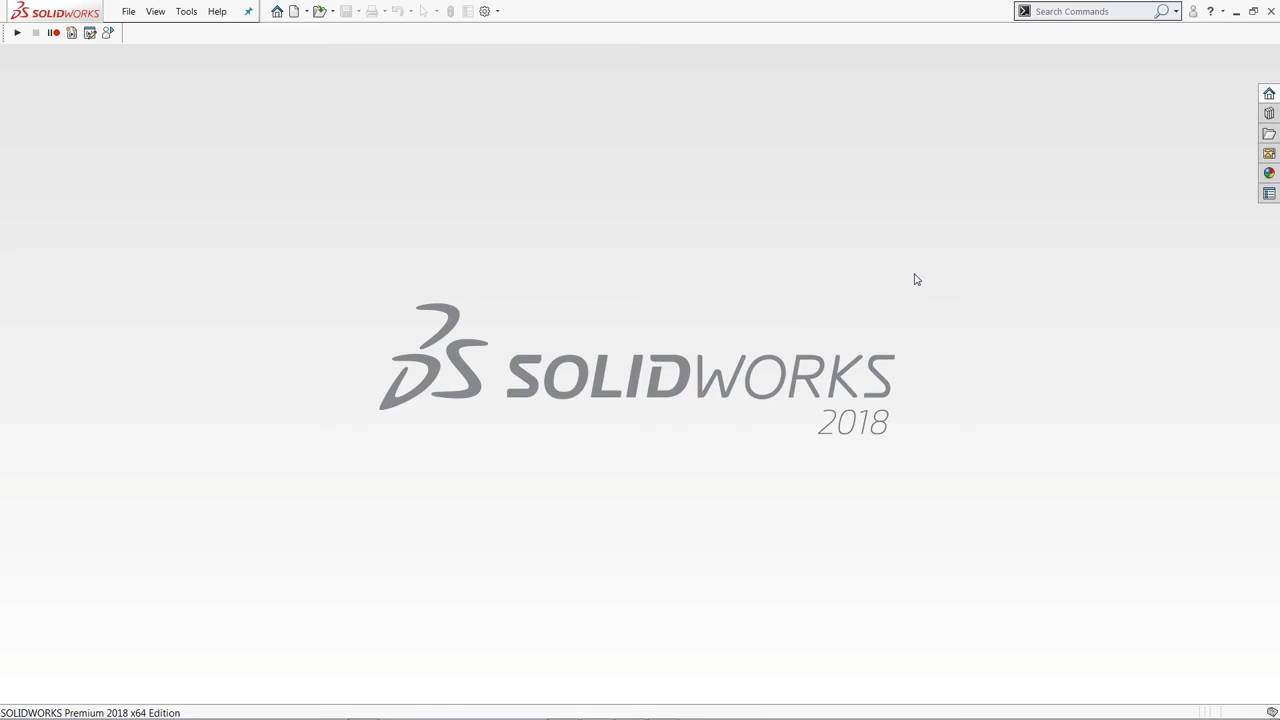 SOLIDWORKS File View Tools Help Search Commands ?
SOLIDWORKS
2018
SOLIDWORKS Premium 2018 x64 Edition